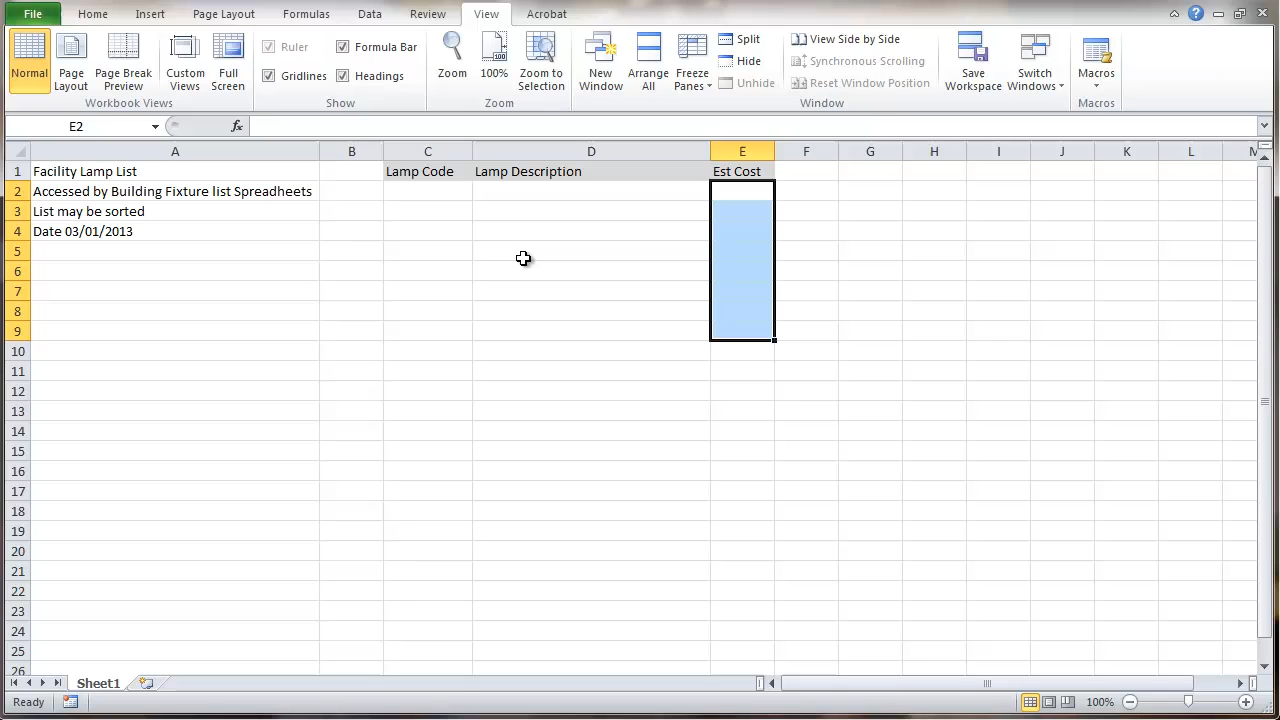 File Home Insert Page Layout Formulas Data Review View Acrobat
Normal Page Layout Page Break Preview Custom Views Full Screen
Workbook Views
Ruler Formula Bar
Gridlines Headings
Show
Zoom 100% Zoom to Selection
Zoom
New Window Arrange All Freeze Panes
Split
Hide
Unhide
View Side by Side
Synchronous Scrolling
Reset Window Position
Save Workspace Switch Windows
Window
Macros
Macros
E2 fx
A B C D E F G H I J K L M
1 Facility Lamp List Lamp Code Lamp Description Est Cost
2 Accessed by Building Fixture list Spreadheets
3 List may be sorted
4 Date 03/01/2013
5
6
7
8
9
10
11
12
13
14
15
16
17
18
19
20
21
22
23
24
25
26
Sheet1
Ready 100%